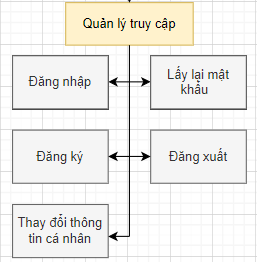 Quản lý truy cập
Đăng nhập
Lấy lại mật
khẩu
Đăng ký
Đăng xuất
Thay đổi thông
tin cá nhân